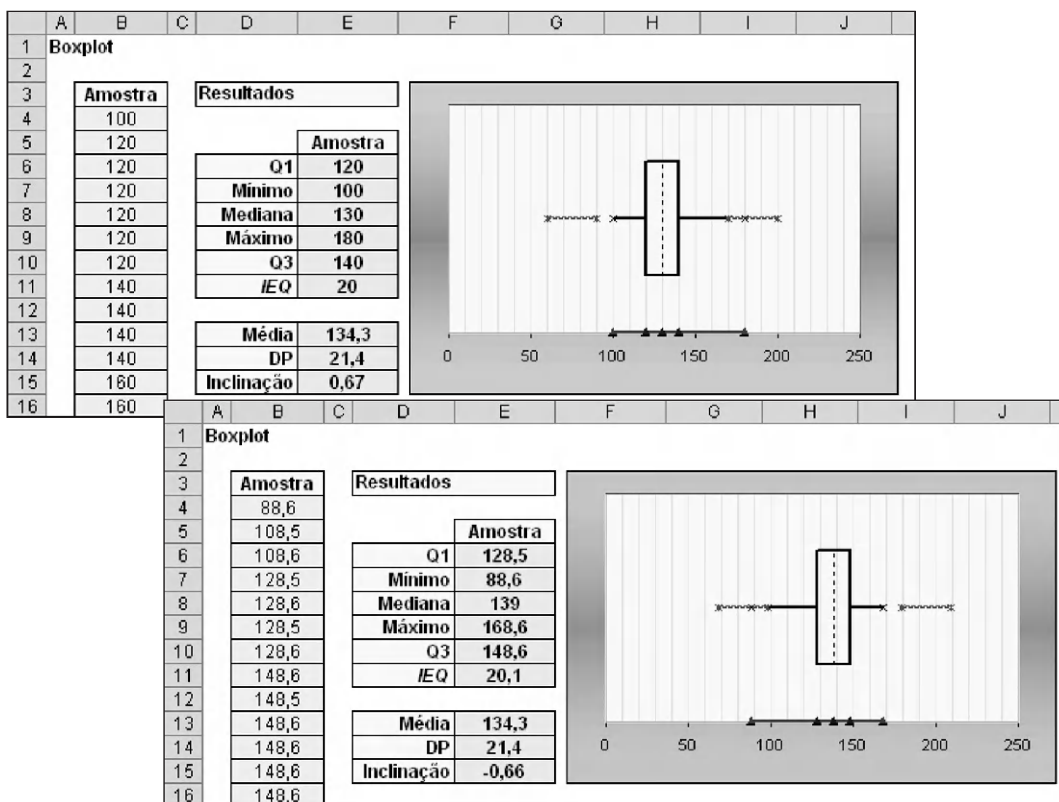 A B C D E F G H I J
1 Boxplot
2
3 Amostra Resultados
4 100
5 120 Amostra
6 120 Q1 120
7 120 Mínimo 100
8 120 Mediana 130
9 120 Máximo 180
10 120 Q3 140
11 140 IEQ 20
12 140
13 140 Média 134,3
14 140 DP 21,4
15 160 Inclinação 0,67
16 160
0 50 100 150 200 250
A B C D E F G H I J
1 Boxplot
2
3 Amostra Resultados
4 88,6
5 108,5 Amostra
6 108,6 Q1 128,5
7 128,5 Mínimo 88,6
8 128,6 Mediana 139
9 128,5 Máximo 168,6
10 128,6 Q3 148,6
11 148,6 IEQ 20,1
12 148,5
13 148,6 Média 134,3
14 148,6 DP 21,4
15 148,6 Inclinação -0,66
16 148,6
0 50 100 150 200 250